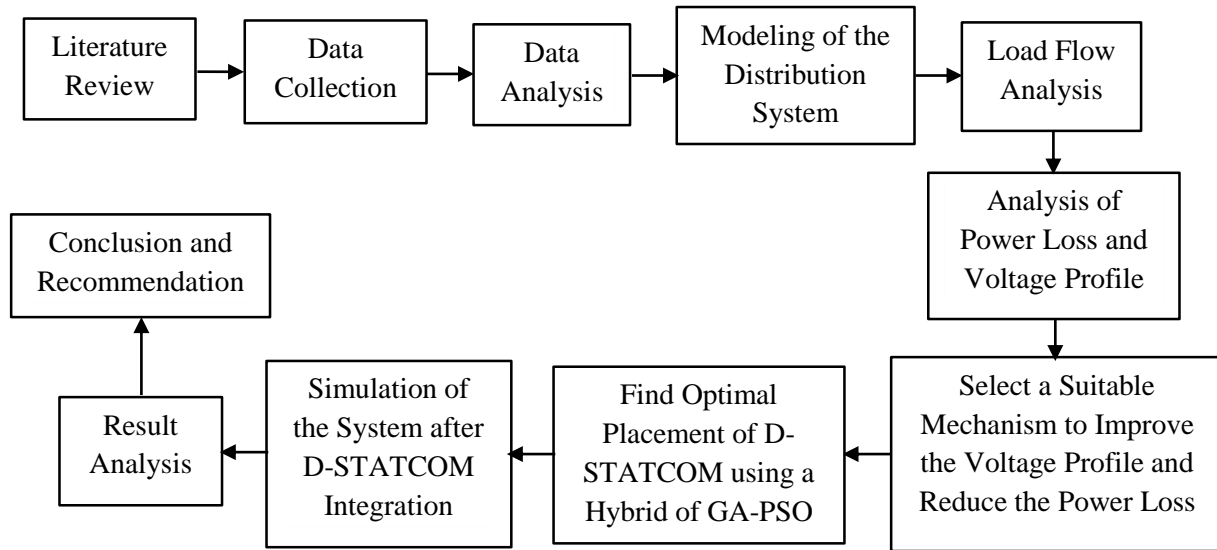 Literature
Review
Data
Collection
Data
Analysis
Modeling of the
Distribution
System
Load Flow
Analysis
Analysis of
Power Loss and
Voltage Profile
Select a Suitable
Mechanism to Improve
the Voltage Profile and
Reduce the Power Loss
Find Optimal
Placement of D-
STATCOM using a
Hybrid of GA-PSO
Simulation of
the System after
D-STATCOM
Integration
Result
Analysis
Conclusion and
Recommendation